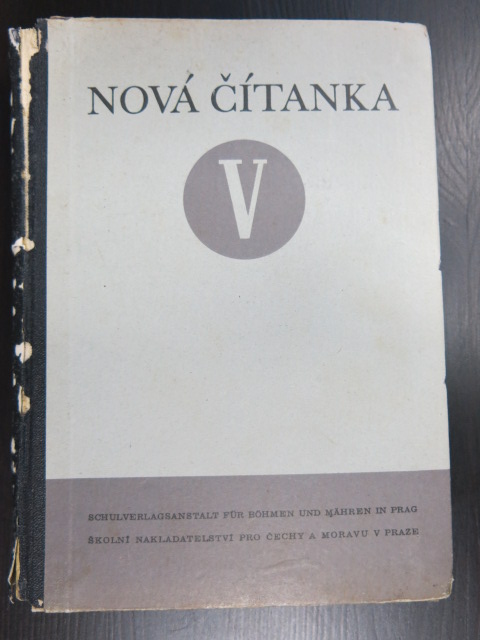 NOVÁ ČÍTANKA
V
SCHULVERLAGSANSTALT FÜR BÖHMEN UND MÄHREN IN PRAG
ŠKOLNÍ NAKLADATELSTVÍ PRO ČECHY A MORAVU V PRAZE